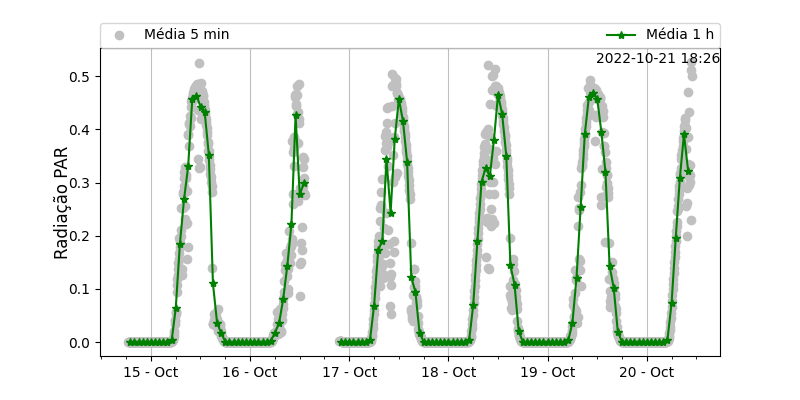 Média 5 min
Média 1 h
2022-10-21 18:26
Radiação PAR
0.5
0.4
0.3
0.2
0.1
0.0
15 - Oct
16 - Oct
17 - Oct
18 - Oct
19 - Oct
20 - Oct